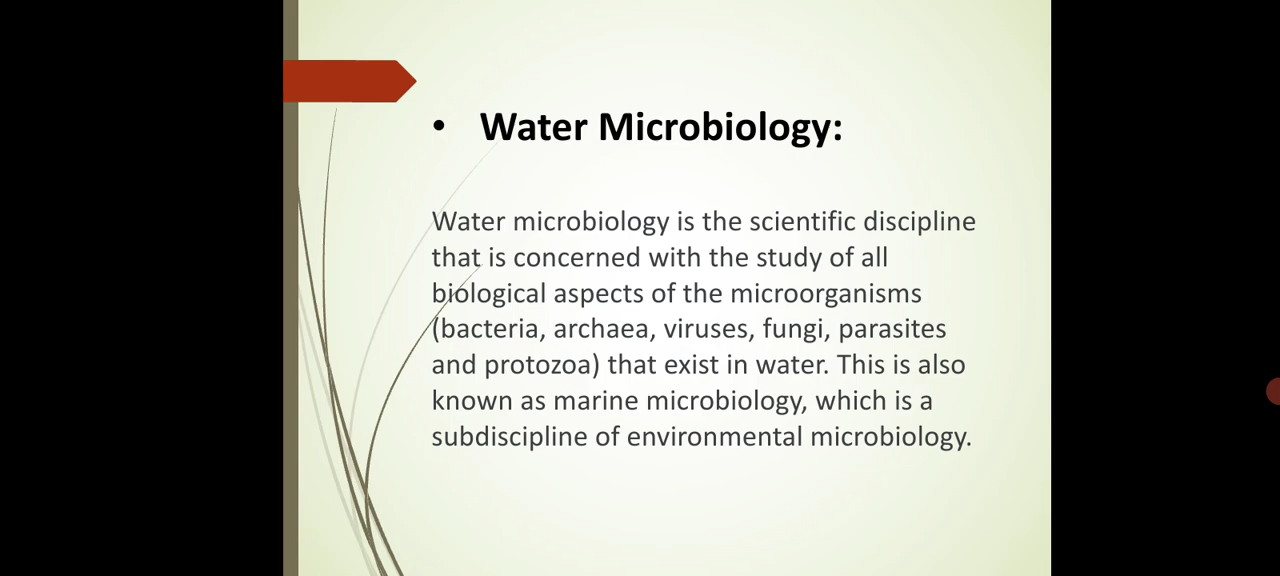 • Water Microbiology:
Water microbiology is the scientific discipline
that is concerned with the study of all
biological aspects of the microorganisms
(bacteria, archaea, viruses, fungi, parasites
and protozoa) that exist in water. This is also
known as marine microbiology, which is a
subdiscipline of environmental microbiology.